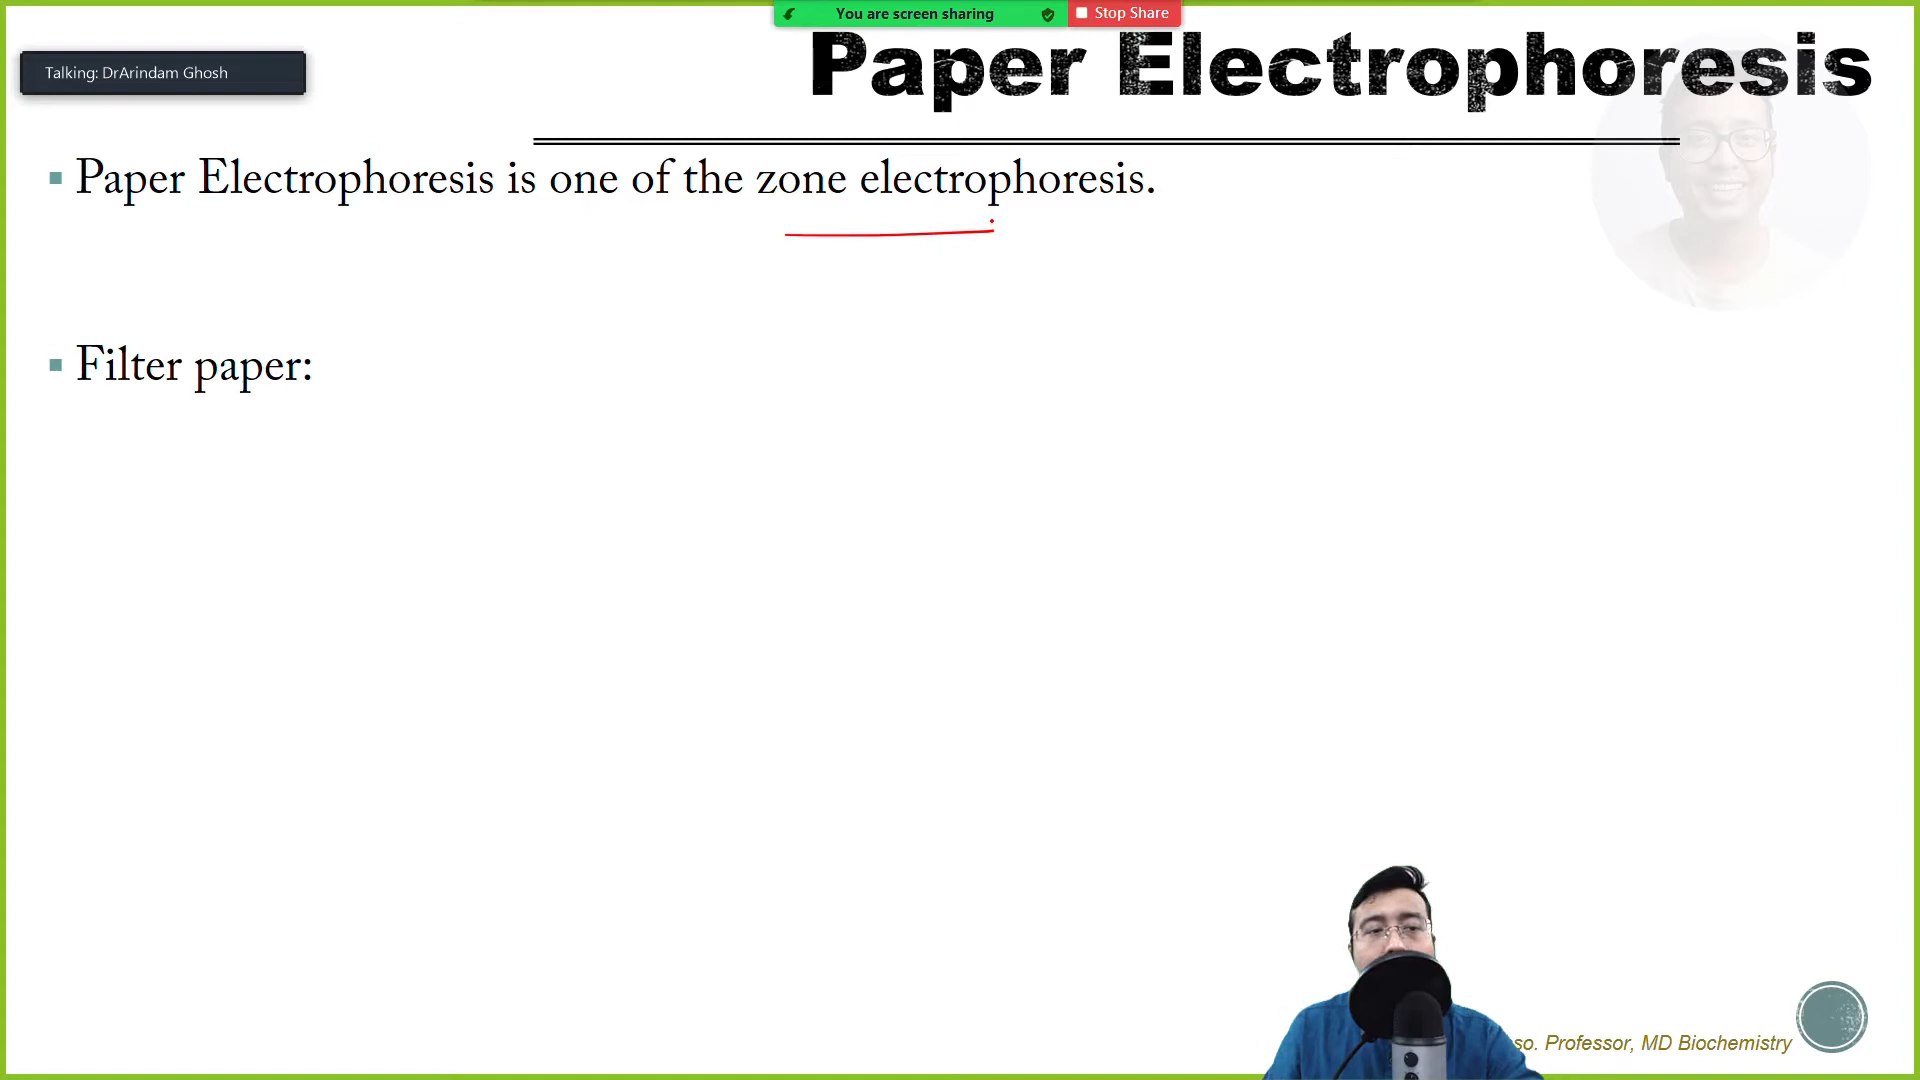 You are screen sharing
Stop Share
Talking: DrArindam Ghosh
Paper Electrophoresis
Paper Electrophoresis is one of the zone electrophoresis.
Filter paper:
so. Professor, MD Biochemistry